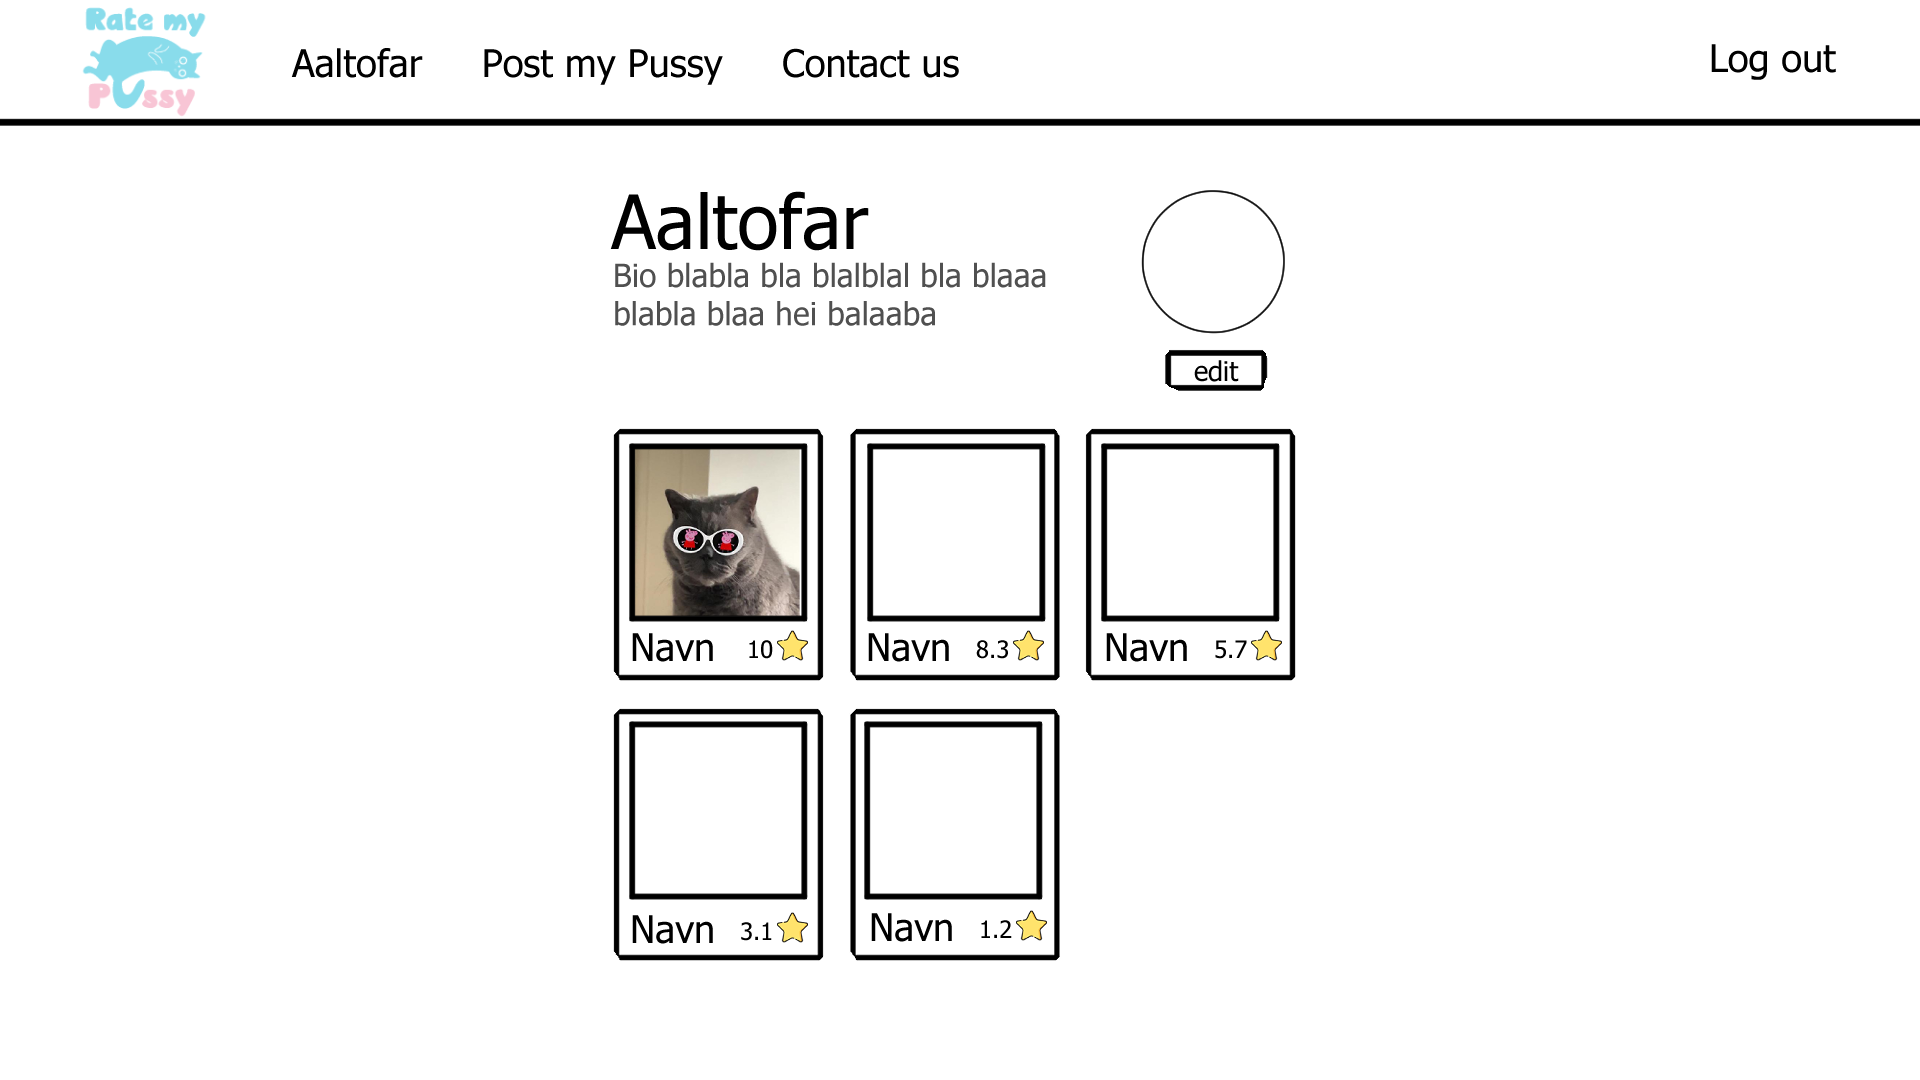 Rate my
Pussy
Aaltofar
Post my Pussy
Contact us
Log out
Aaltofar
Bio blabla bla blalblal bla blaaa
blabla blaa hei balaaba
edit
Navn 10
Navn 8.3
Navn 5.7
Navn 3.1
Navn 1.2